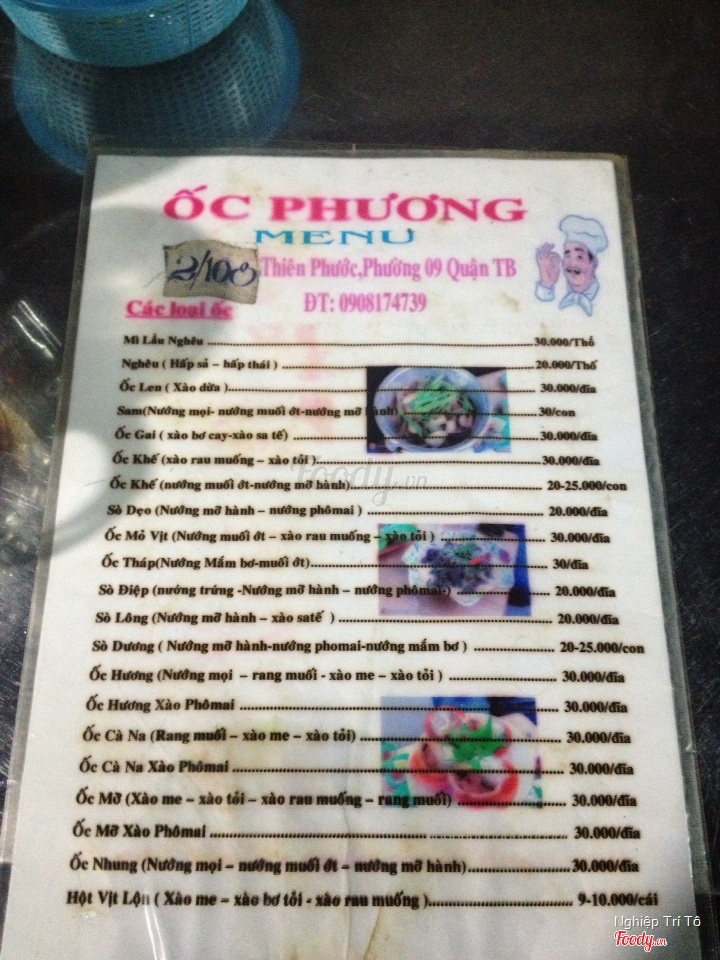 ỐC PHƯƠNG
MENU
2/103 Thiên Phước,Phường 09 Quận TB
ĐT: 0908174739
Các loại ốc
Mì Lẩu Nghêu 30.000/Thố
Nghêu ( Hấp sả – hấp thái ) 20.000/Thố
Ốc Len ( Xào dừa ) 30.000/đĩa
Sam(Nướng mọi- nướng muối ớt-nướng mỡ hành) 30/con
Ốc Gai ( xào bơ cay-xào sa tế) 30.000/đĩa
Ốc Khế (xào rau muống – xào tỏi ) 30.000/đĩa
Ốc Khế (nướng muối ớt-nướng mỡ hành) 20-25.000/con
Sò Dẹo (Nướng mỡ hành – nướng phômai ) 20.000/đĩa
Ốc Mỏ Vịt (Nướng muối ớt – xào rau muống – xào tỏi ) 30.000/đĩa
Ốc Tháp(Nướng Mắm bơ-muối ớt) 30/đĩa
Sò Điệp (nướng trứng -Nướng mỡ hành – nướng phômai-) 20.000/đĩa
Sò Lông (Nướng mỡ hành – xào satế ) 20.000/đĩa
Sò Dương ( Nướng mỡ hành-nướng phomai-nướng mắm bơ ) 20-25.000/con
Ốc Hương (Nướng mọi – rang muối - xào me – xào tỏi ) 30.000/đĩa
Ốc Hương Xào Phômai 30.000/đĩa
Ốc Cà Na (Rang muối – xào me – xào tỏi) 30.000/đĩa
Ốc Cà Na Xào Phômai 30.000/đĩa
Ốc Mỡ (Xào me – xào tỏi – xào rau muống – rang muối) 30.000/đĩa
Ốc Mỡ Xào Phômai 30.000/đĩa
Ốc Nhung (Nướng mọi – nướng muối ớt – nướng mỡ hành) 30.000/đĩa
Hột Vịt Lộn ( Xào me – xào bơ tỏi - xào rau muống ) 9-10.000/cái
Foody.vn
Nghiệp Trí Tô
Foody.vn